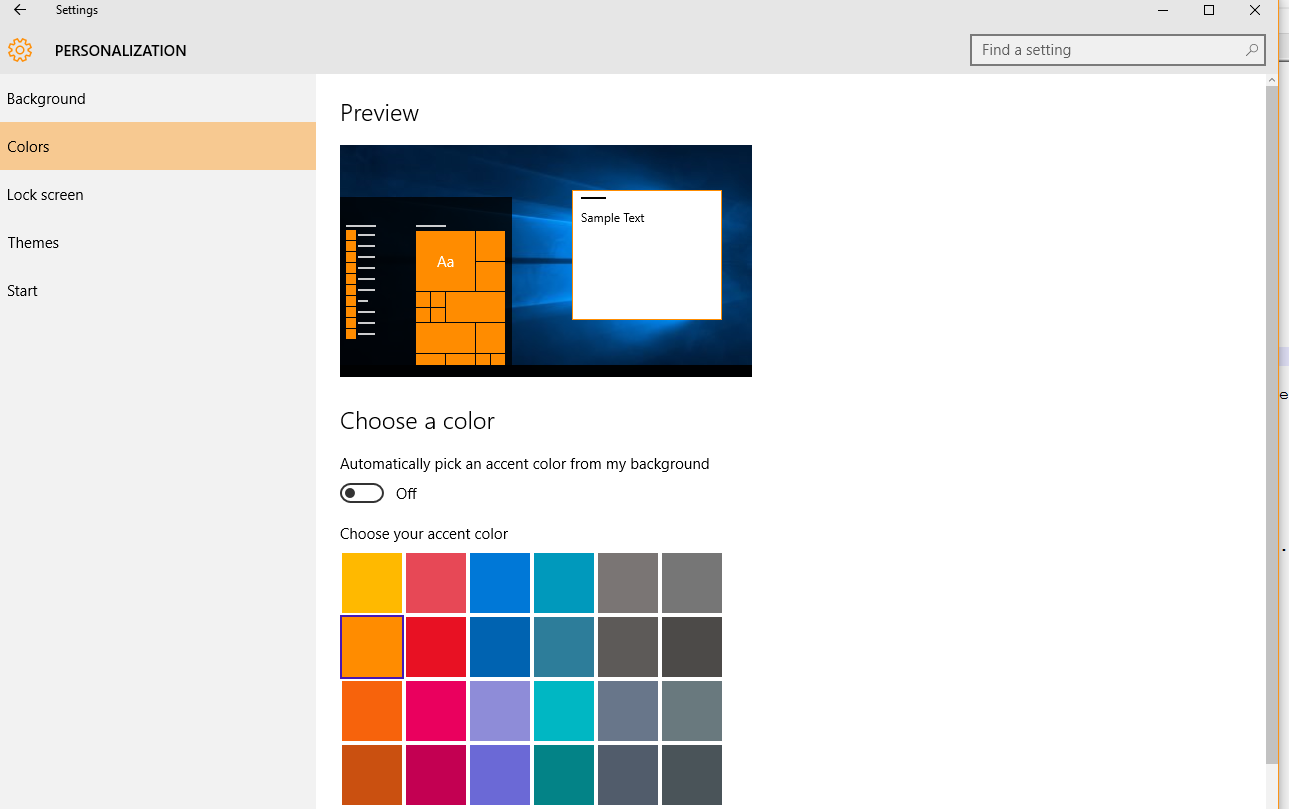 Settings
PERSONALIZATION
Find a setting
Background
Colors
Lock screen
Themes
Start
Preview
Aa
Sample Text
Choose a color
Automatically pick an accent color from my background
Off
Choose your accent color
e
.